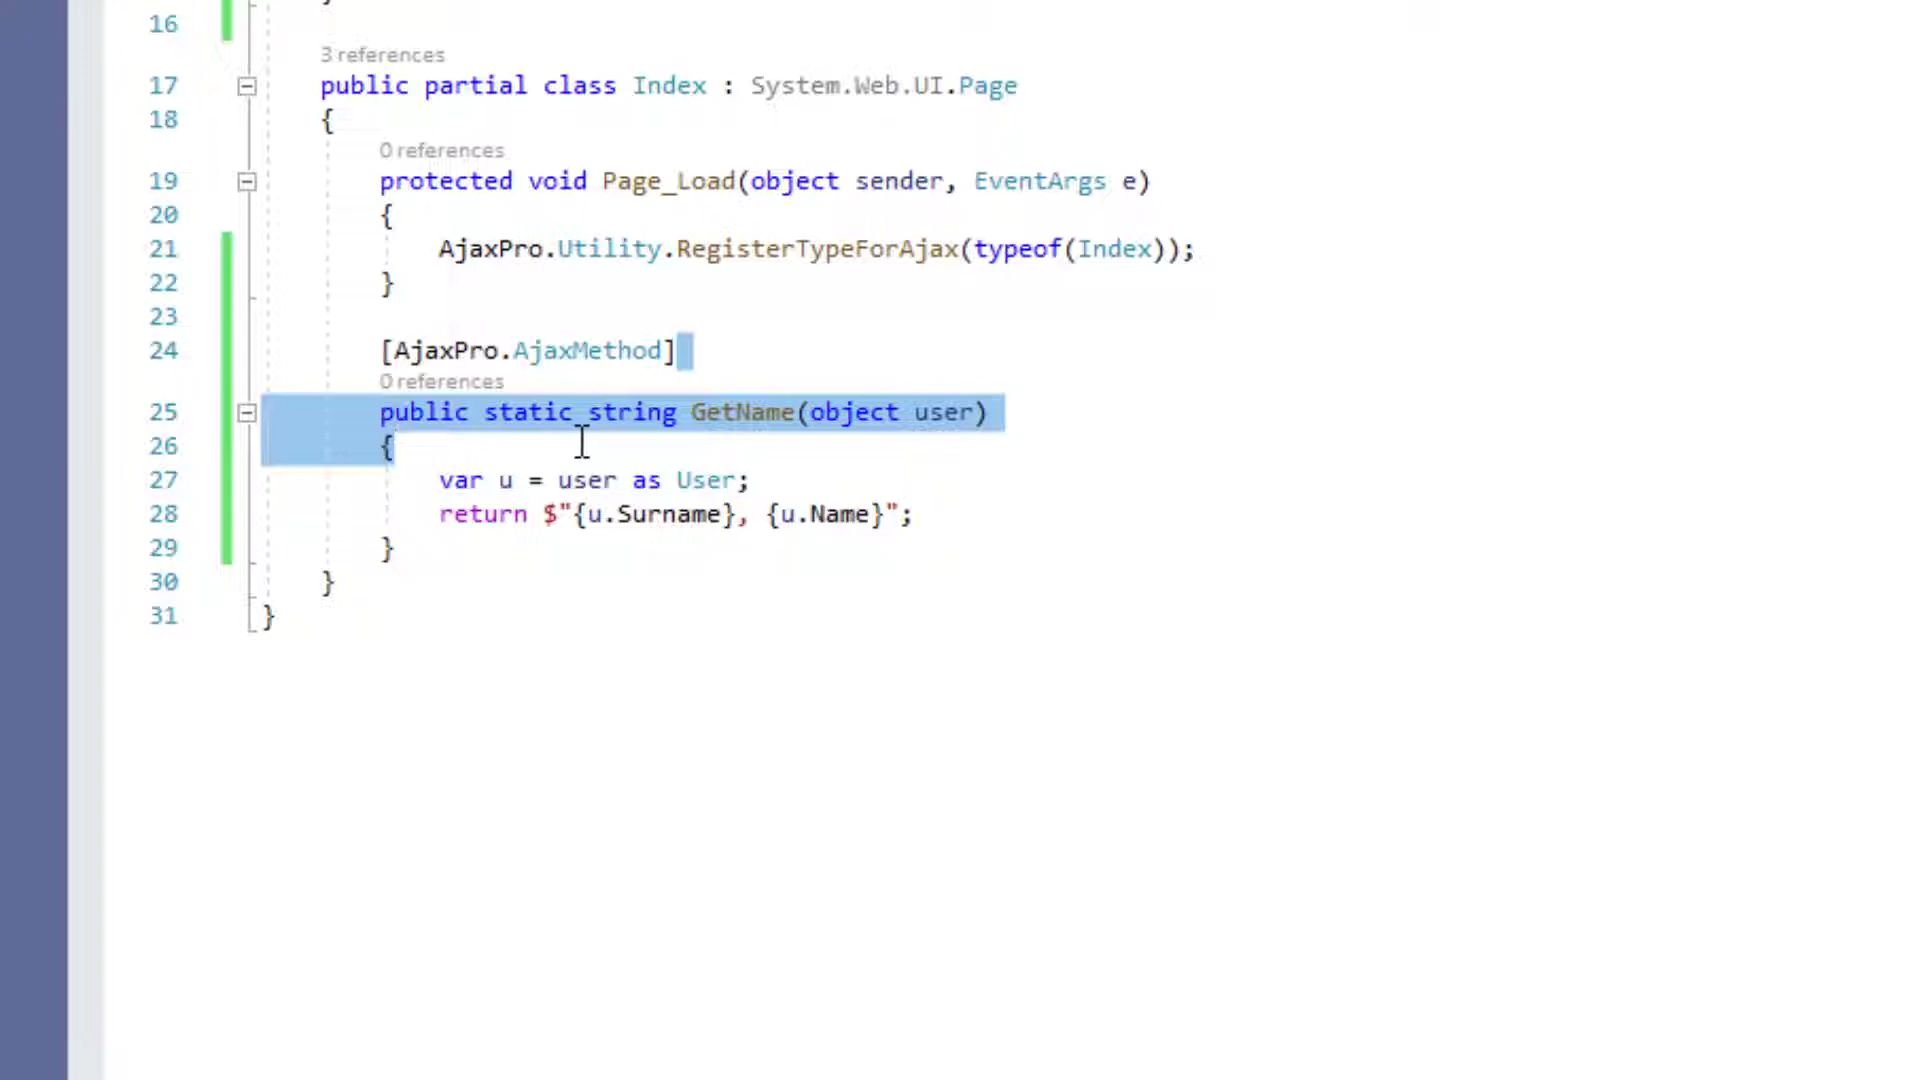 16
3 references
17 public partial class Index : System.Web.UI.Page
18 {
0 references
19 protected void Page_Load(object sender, EventArgs e)
20 {
21 AjaxPro.Utility.RegisterTypeForAjax(typeof(Index));
22 }
23
24 [AjaxPro.AjaxMethod]
0 references
25 public static string GetName(object user)
26 {
27 var u = user as User;
28 return $"{u.Surname}, {u.Name}";
29 }
30 }
31 }